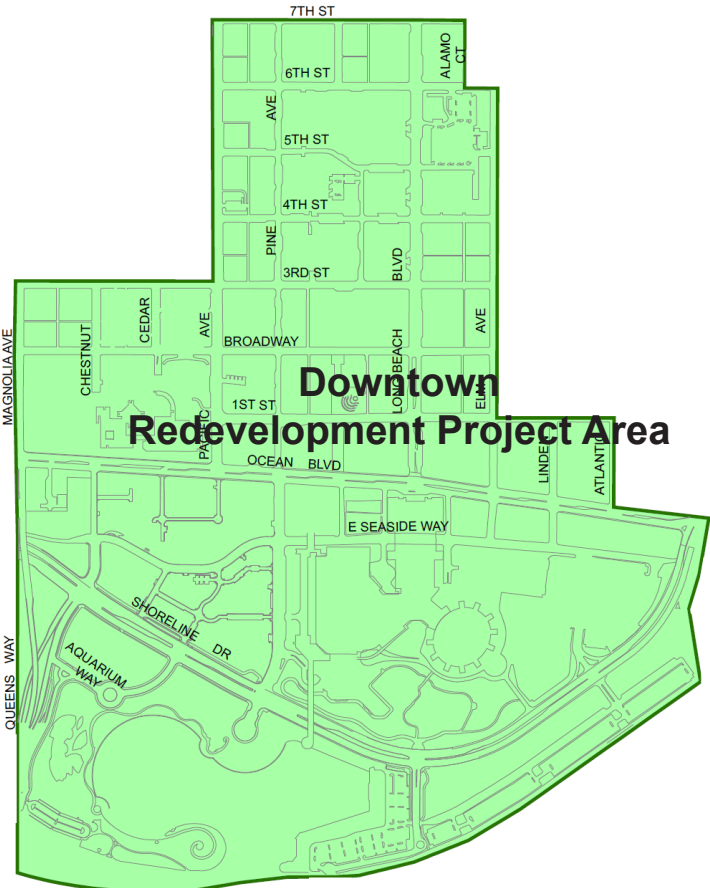 7TH ST
ALAMO
CT
6TH ST
AVE
5TH ST
4TH ST
PINE
BLVD
3RD ST
MAGNOLIA AVE
CHESTNUT
CEDAR
AVE
BROADWAY
LONG BEACH
AVE
ELM
Downtown
Redevelopment Project Area
1ST ST
PACIFIC
OCEAN BLVD
LINDEN
ATLANTIC
E SEASIDE WAY
SHORELINE DR
AQUARIUM
WAY
QUEENS WAY